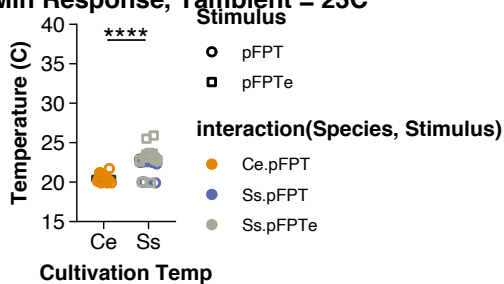 Min Response, Tambient = 23C
40
35
30
25
20
15
Temperature (C)
****
Ce
Ss
Cultivation Temp
Stimulus
pFPT
pFPTe
interaction(Species, Stimulus)
Ce.pFPT
Ss.pFPT
Ss.pFPTe